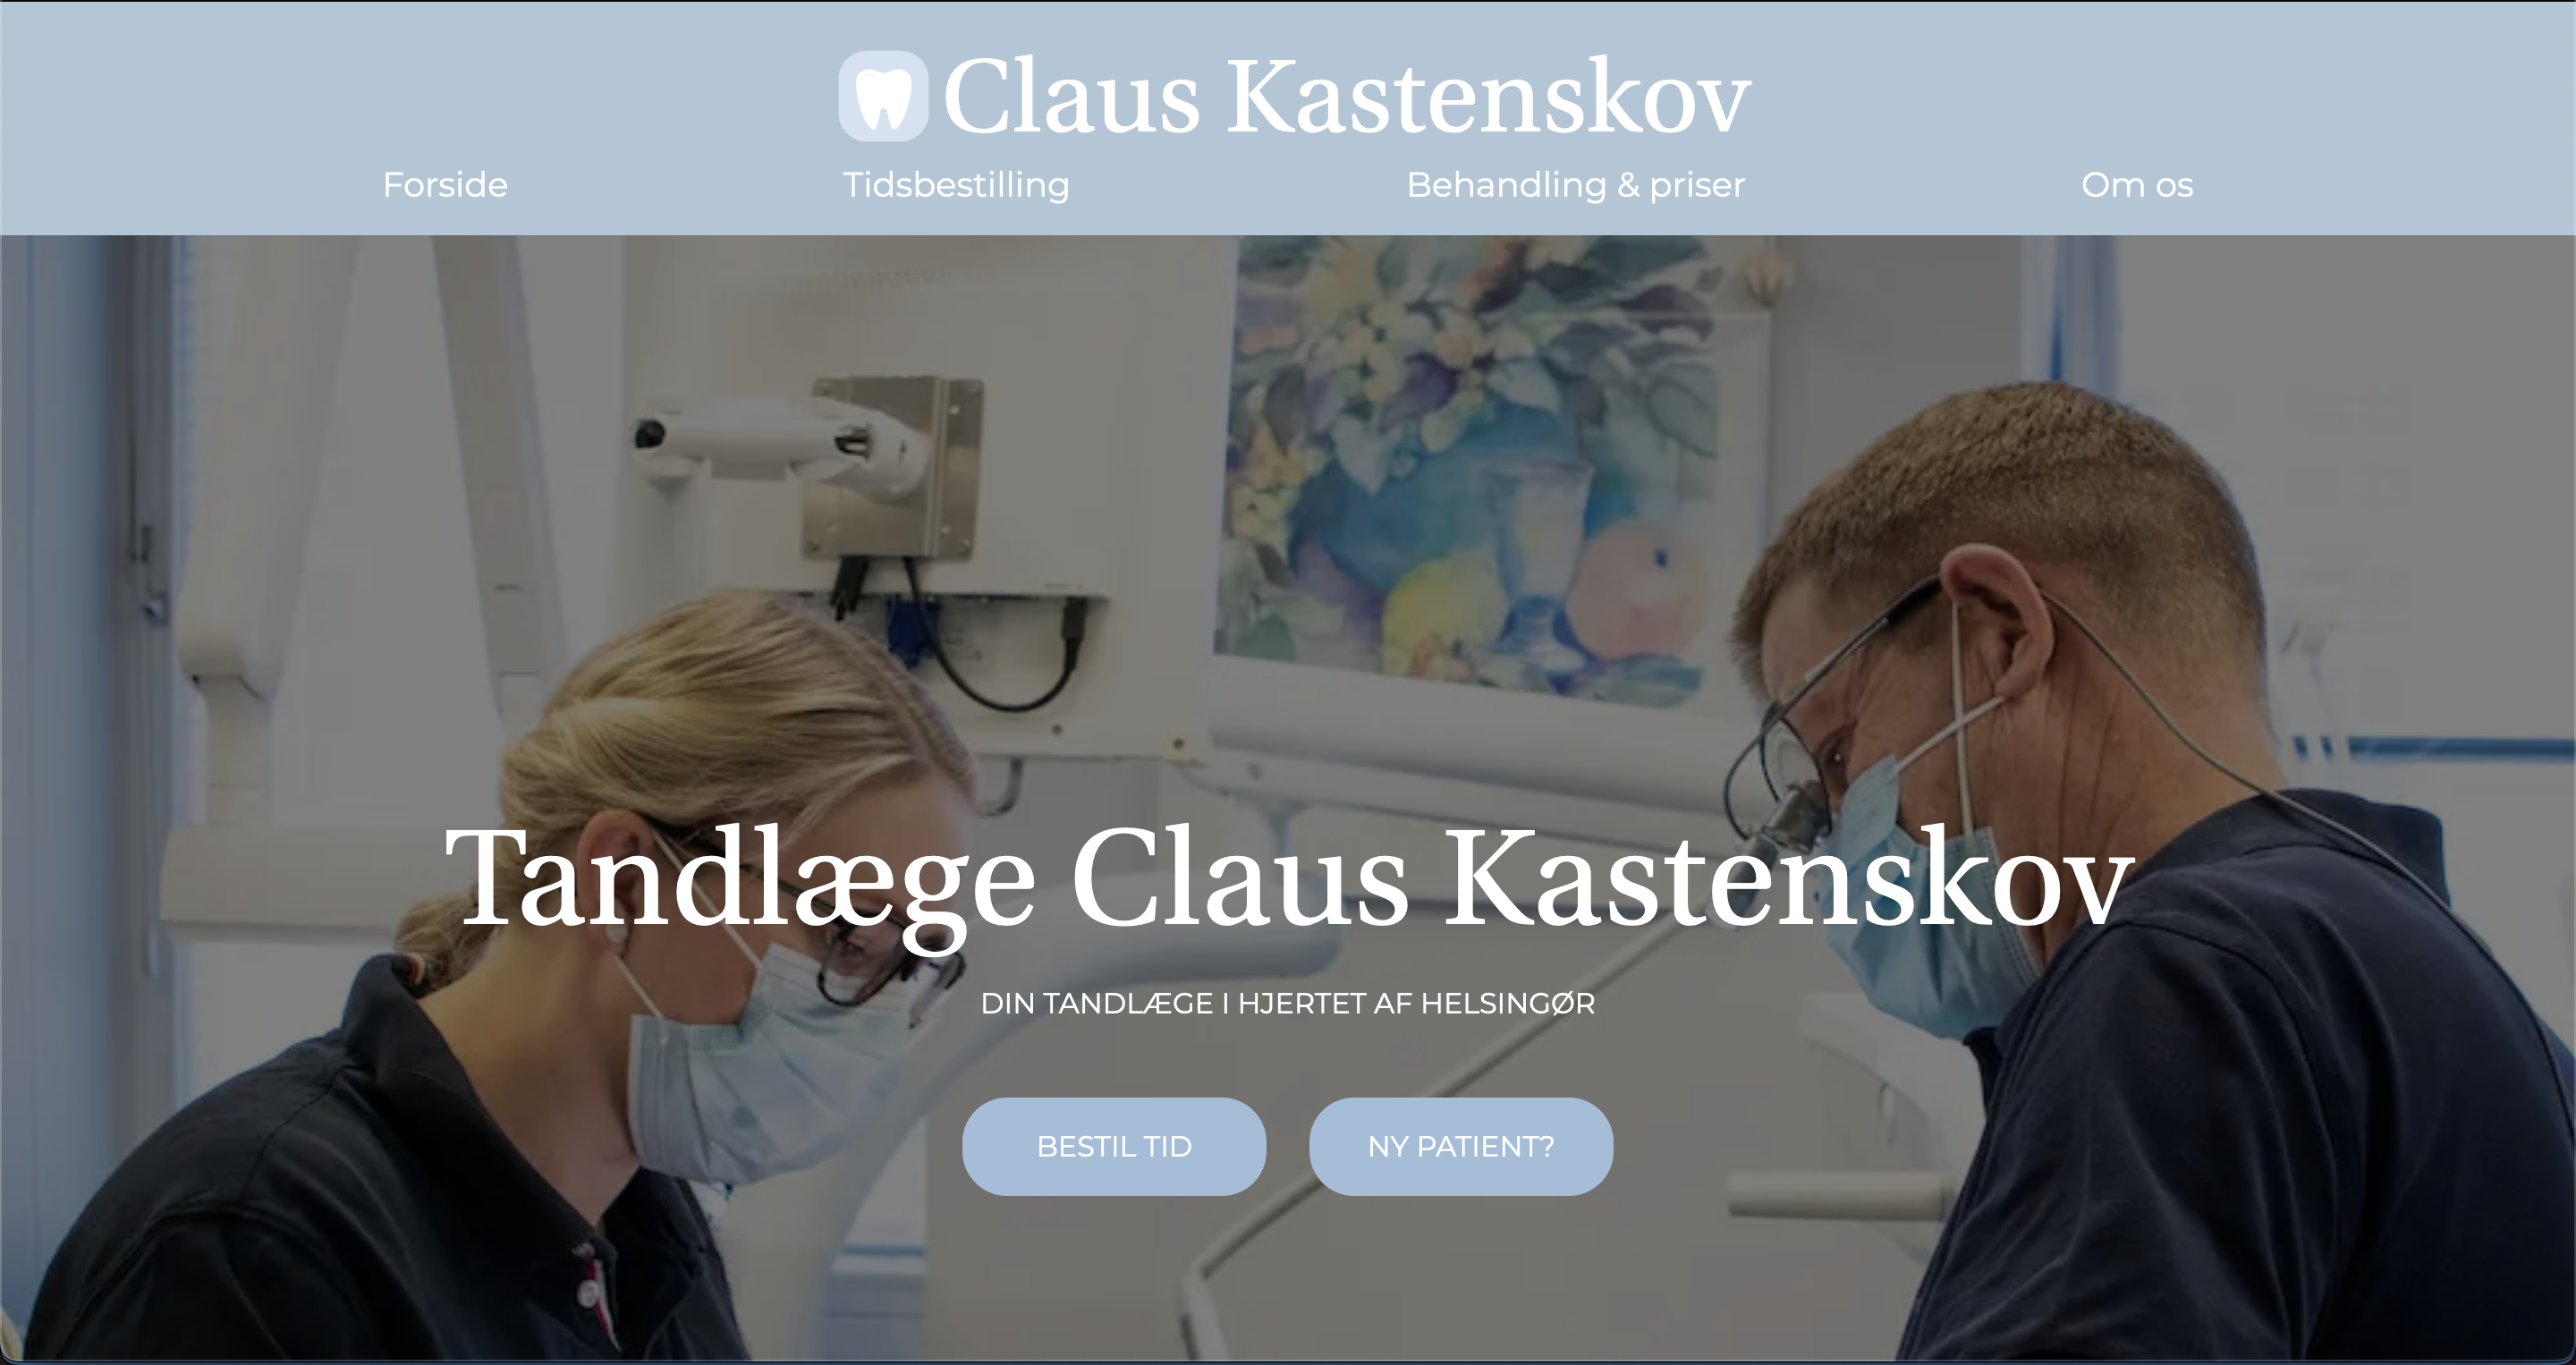 Claus Kastenskov
Forside Tidsbestilling Behandling & priser Om os
Tandlæge Claus Kastenskov
DIN TANDLÆGE I HJERTET AF HELSINGØR
BESTIL TID NY PATIENT?